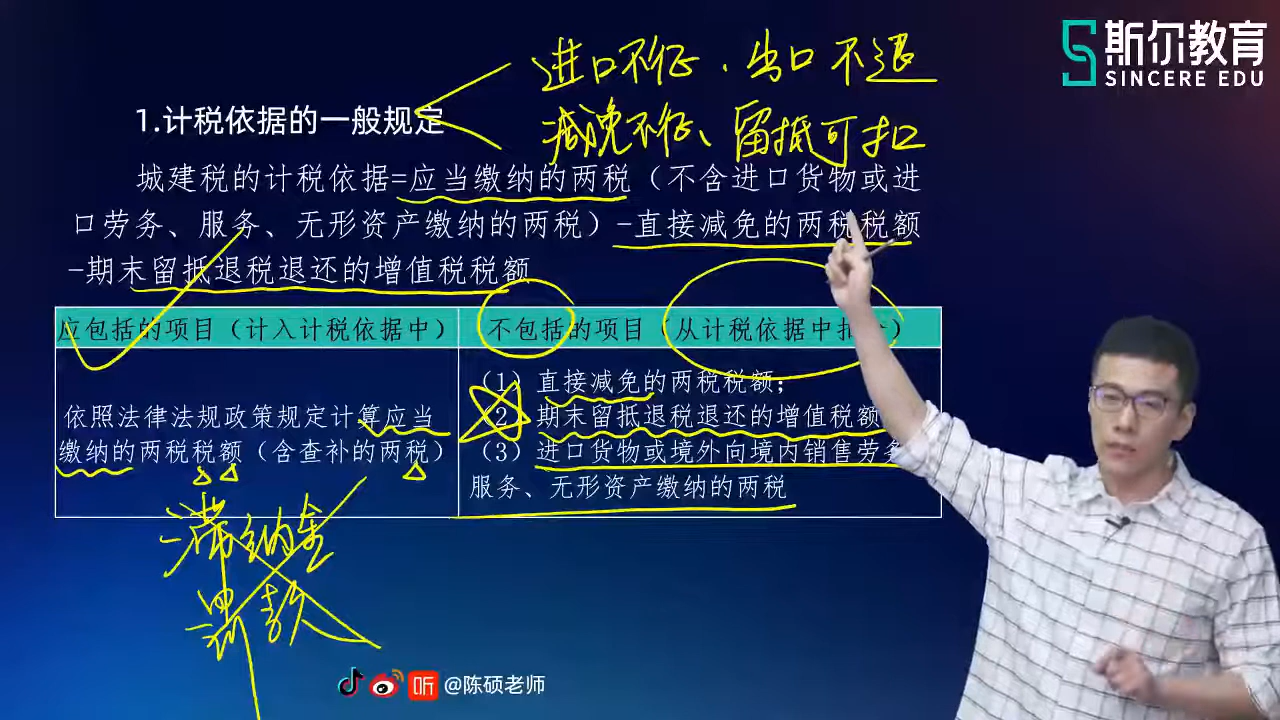 斯尔教育
SINCERE EDU
进口不征、出口不退
减免不征、留抵可扣
1.计税依据的一般规定
城建税的计税依据=应当缴纳的两税（不含进口货物或进
口劳务、服务、无形资产缴纳的两税）-直接减免的两税税额
-期末留抵退税退还的增值税税额
应包括的项目（计入计税依据中）
不包括的项目（从计税依据中扣）
依照法律法规政策规定计算应当
缴纳的两税税额（含查补的两税）
（1）直接减免的两税税额；
（2）期末留抵退税退还的增值税额
（3）进口货物或境外向境内销售劳务
服务、无形资产缴纳的两税
滞纳金
罚款
听 @陈硕老师